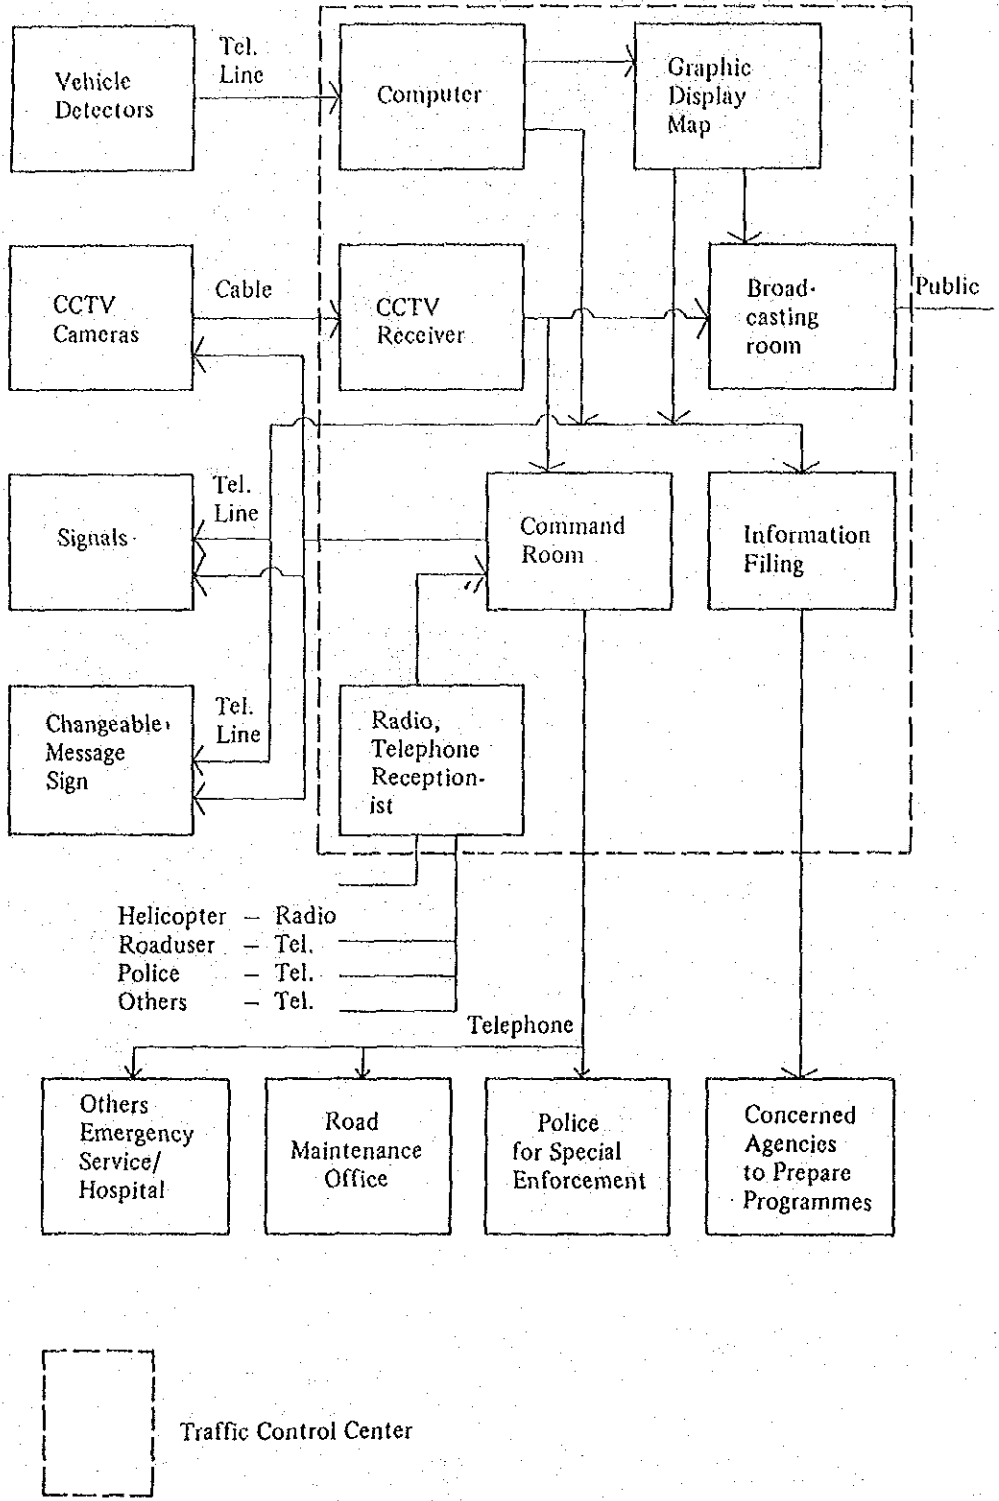 Vehicle
Detectors
Tel.
Line
Computer
Graphic
Display
Map
CCTV
Cameras
Cable
CCTV
Receiver
Broad-
casting
room
Public
Signals
Tel.
Line
Command
Room
Information
Filing
Changeable
Message
Sign
Tel.
Line
Radio,
Telephone
Reception-
ist
Helicopter – Radio
Roaduser – Tel.
Police – Tel.
Others – Tel.
Telephone
Others
Emergency
Service/
Hospital
Road
Maintenance
Office
Police
for Special
Enforcement
Concerned
Agencies
to Prepare
Programmes
Traffic Control Center